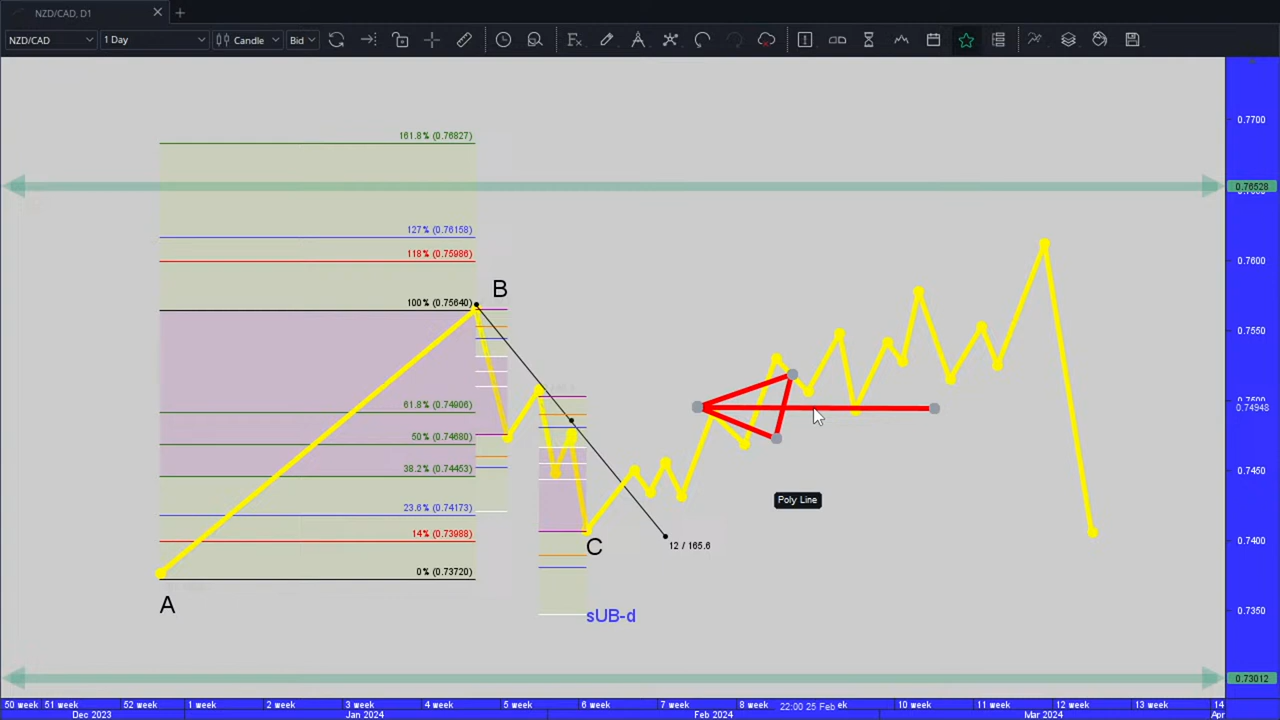 NZD/CAD, D1
NZD/CAD
1 Day
Candle
Bid
161.8% (0.76827)
127% (0.76158)
118% (0.75986)
100% (0.75640)
61.8% (0.74906)
50% (0.74680)
38.2% (0.74453)
23.6% (0.74173)
14% (0.73988)
0% (0.73720)
A
B
C
12 / 165.6
sUB-d
Poly Line
0.7700
0.76528
0.7600
0.7550
0.7500
0.74948
0.7450
0.7400
0.7350
0.73012
50 week 51 week 52 week 1 week 2 week 3 week 4 week 5 week 6 week 7 week 8 week 22:00 25 Feb ek 10 week 11 week 12 week 13 week 14
Dec 2023 Jan 2024 Feb 2024 Mar 2024 Apr